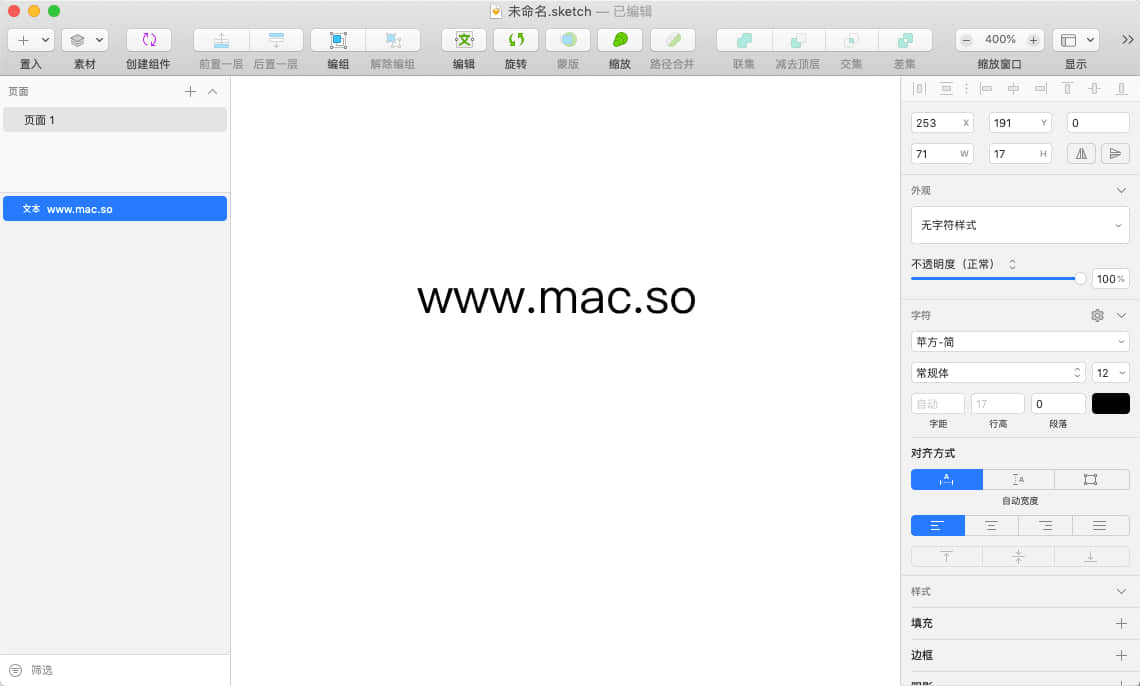 未命名.sketch — 已编辑
400%
置入 素材 创建组件 前置一层 后置一层 编组 解除编组 编辑 旋转 蒙版 缩放 路径合并 联集 减去顶层 交集 差集 缩放窗口 显示
页面
页面 1
文本 www.mac.so
筛选
www.mac.so
253 X 191 Y 0
71 W 17 H
外观
无字符样式
不透明度（正常）
100%
字符
苹方-简
常规体 12
自动 17 0
字距 行高 段落
对齐方式
自动宽度
样式
填充
边框